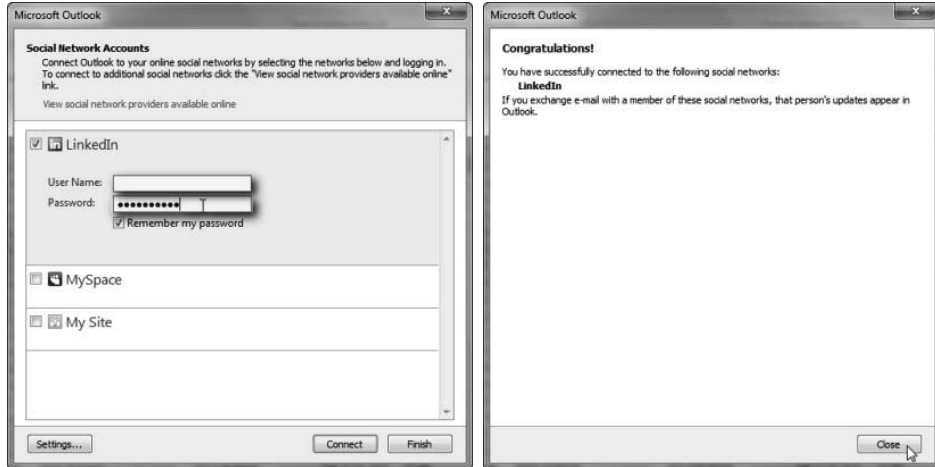 Microsoft Outlook
Social Network Accounts
Connect Outlook to your online social networks by selecting the networks below and logging in.
To connect to additional social networks click the "View social network providers available online"
link.
View social network providers available online
LinkedIn
User Name:
Password:
Remember my password
MySpace
My Site
Settings...
Connect
Finish
Microsoft Outlook
Congratulations!
You have successfully connected to the following social networks:
LinkedIn
If you exchange e-mail with a member of these social networks, that person's updates appear in
Outlook.
Close